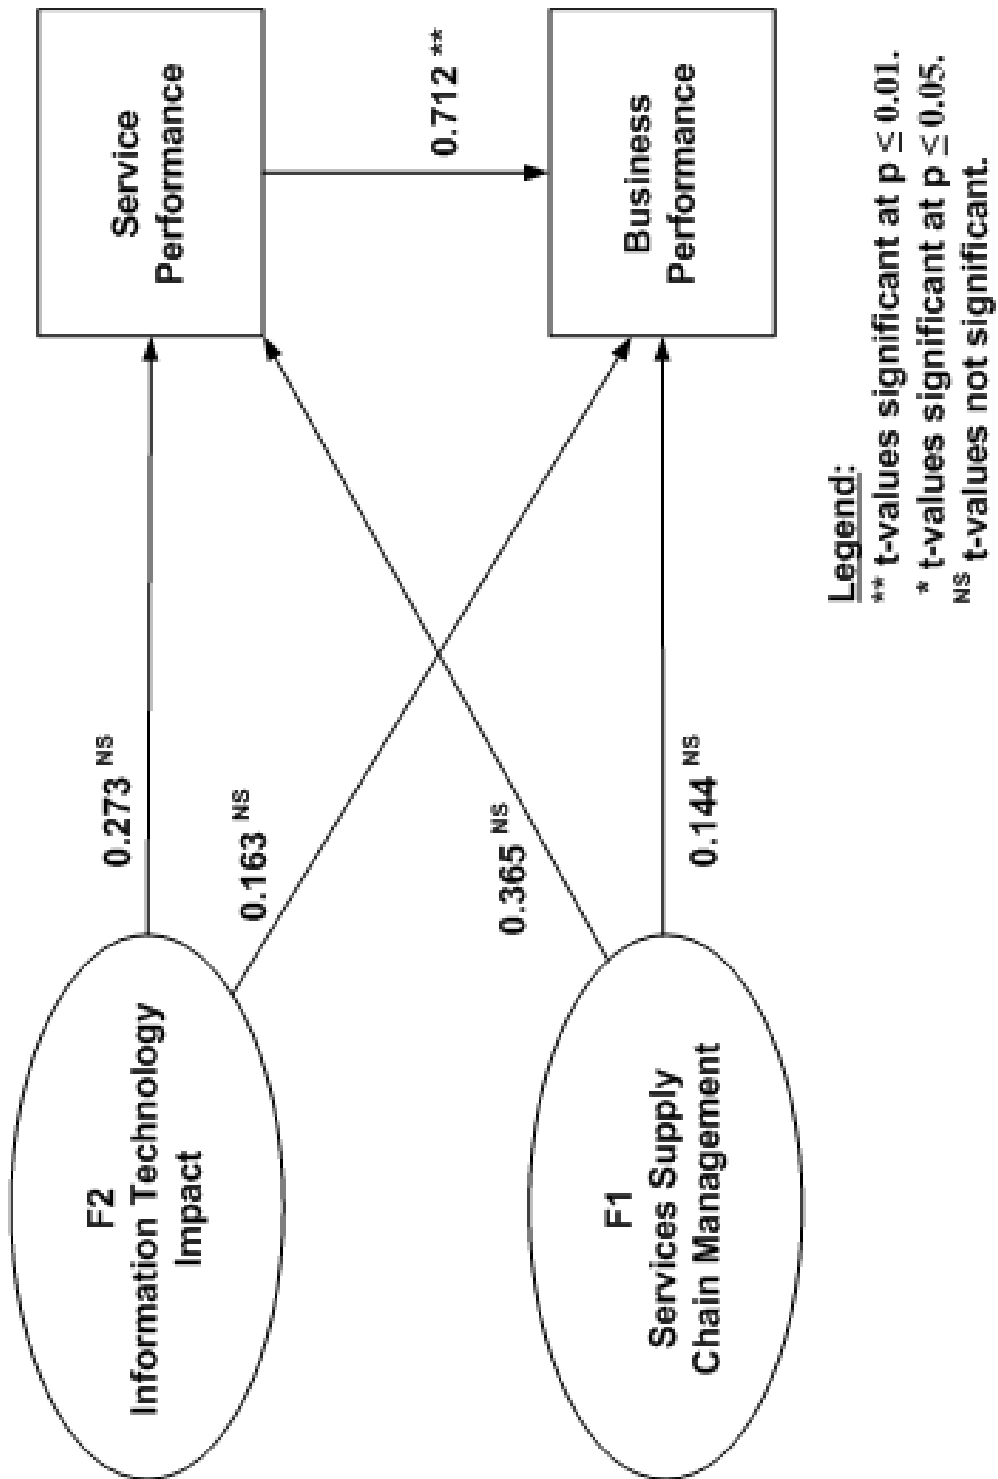 F2
Information Technology
Impact
0.273 NS
0.163 NS
Service
Performance
0.712 **
F1
Services Supply
Chain Management
0.365 NS
0.144 NS
Business
Performance
Legend:
** t-values significant at p ≤ 0.01.
* t-values significant at p ≤ 0.05.
NS t-values not significant.